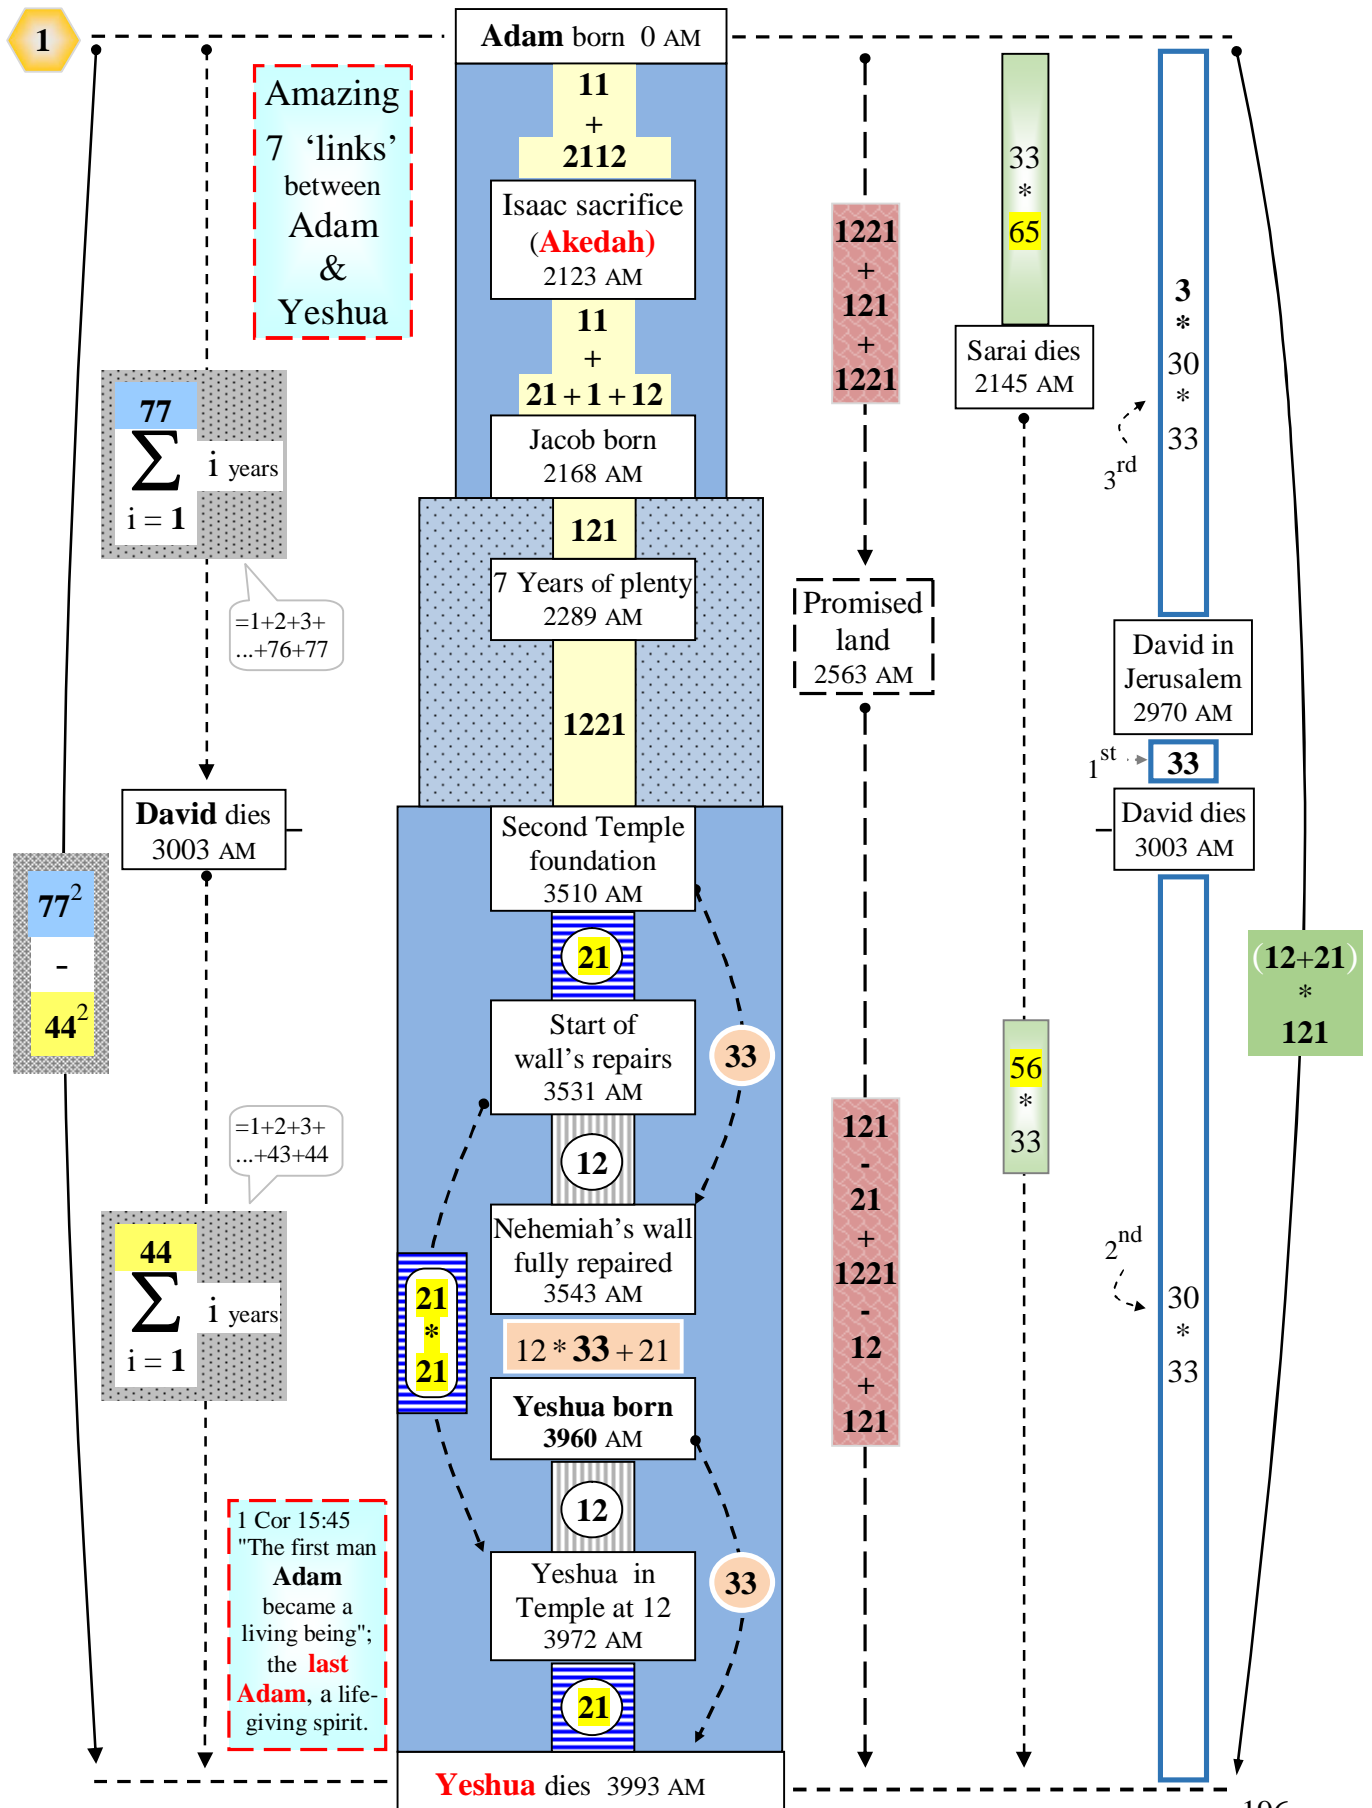 1
Adam born 0 AM
Amazing
7 ‘links’
between
Adam
&
Yeshua
11
+
2112
Isaac sacrifice
(Akedah)
2123 AM
11
+
21 + 1 + 12
Jacob born
2168 AM
121
7 Years of plenty
2289 AM
1221
Second Temple
foundation
3510 AM
21
Start of
wall’s repairs
3531 AM
33
12
Nehemiah’s wall
fully repaired
3543 AM
21
*
21
12 * 33 + 21
Yeshua born
3960 AM
12
Yeshua in
Temple at 12
3972 AM
33
21
Yeshua dies 3993 AM
77
∑ i years
i = 1
=1+2+3+
...+76+77
David dies
3003 AM
77²
-
44²
=1+2+3+
...+43+44
44
∑ i years
i = 1
1 Cor 15:45
"The first man
Adam
became a
living being";
the last
Adam, a life-
giving spirit.
1221
+
121
+
1221
Promised
land
2563 AM
121
-
21
+
1221
-
12
+
121
33
*
65
Sarai dies
2145 AM
56
*
33
3
*
30
*
33
3rd
David in
Jerusalem
2970 AM
1st
33
David dies
3003 AM
2nd
30
*
33
(12+21)
*
121